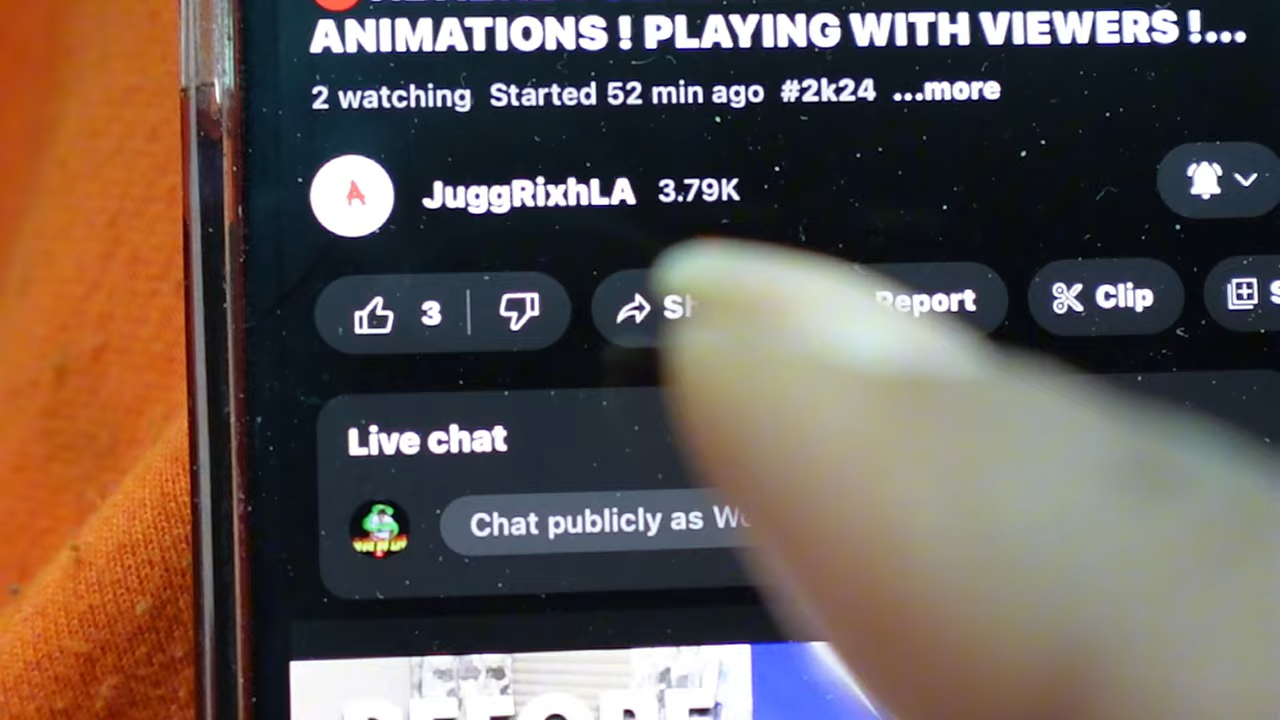 ANIMATIONS ! PLAYING WITH VIEWERS !...
2 watching Started 52 min ago #2k24 ...more
A JuggRixhLA 3.79K
3 Report Clip
Live chat
Chat publicly as
BEFORE